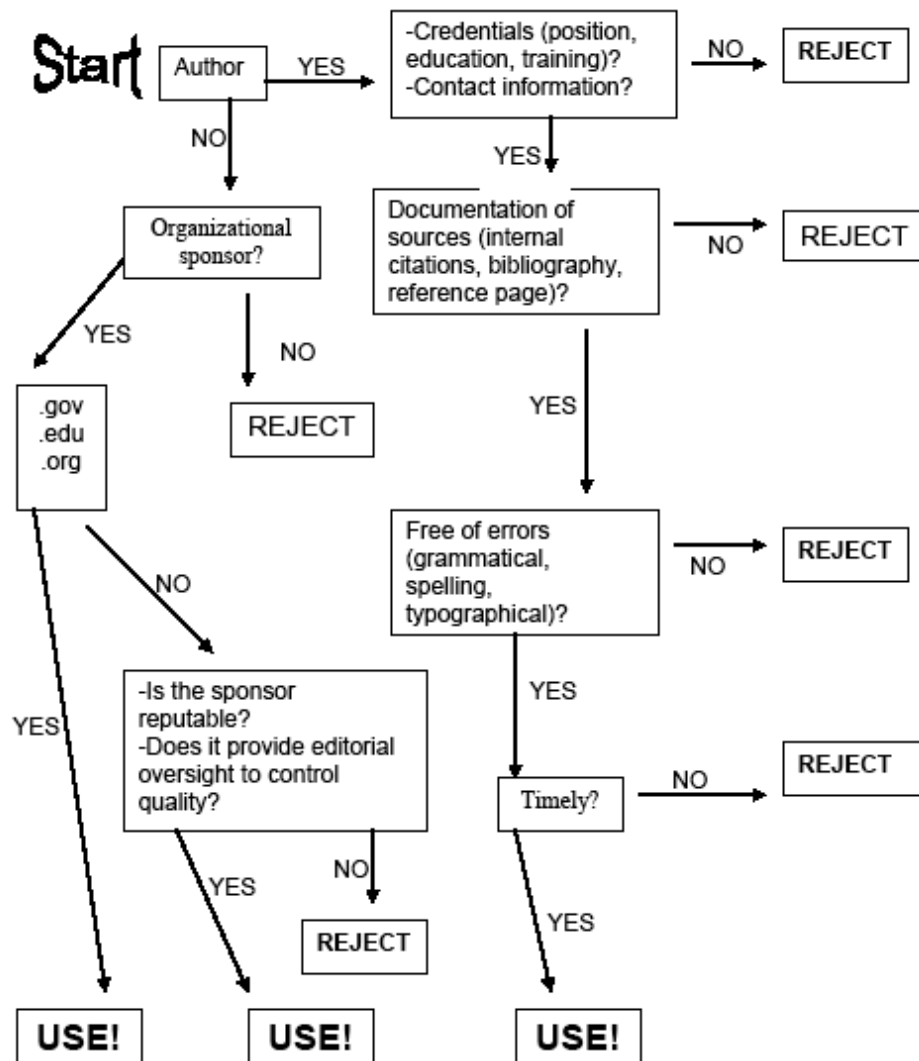 Start
Author
YES
-Credentials (position,
education, training)?
-Contact information?
NO
REJECT
NO
YES
Organizational
sponsor?
Documentation of
sources (internal
citations, bibliography,
reference page)?
NO
REJECT
YES
NO
REJECT
YES
.gov
.edu
.org
Free of errors
(grammatical,
spelling,
typographical)?
NO
REJECT
NO
YES
YES
-Is the sponsor
reputable?
-Does it provide editorial
oversight to control
quality?
Timely?
NO
REJECT
YES
NO
REJECT
YES
USE!
USE!
USE!